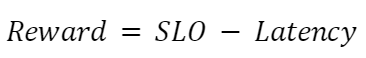 Reward = SLO − Latency